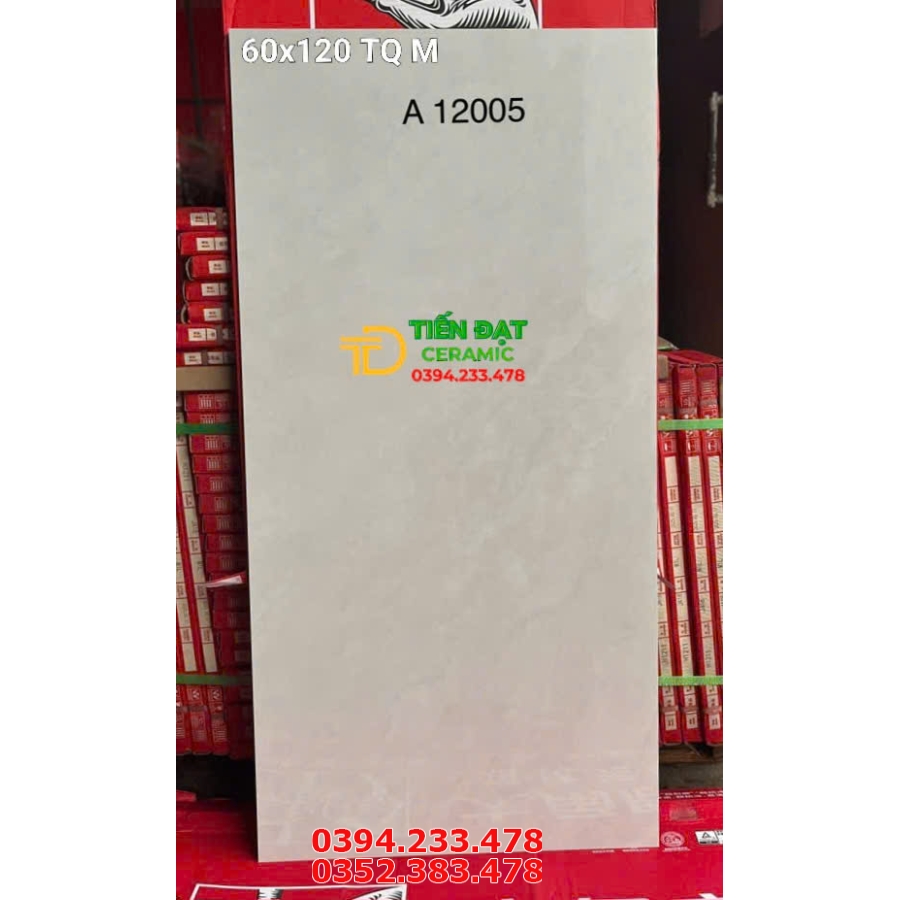 60x120 TQ M
A 12005
TIẾN ĐẠT
CERAMIC
0394.233.478
0394.233.478
0352.383.478